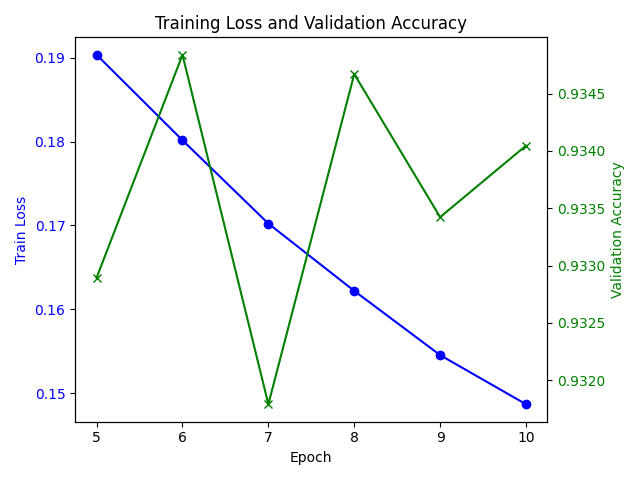 Training Loss and Validation Accuracy
0.19
0.18
0.17
0.16
0.15
Train Loss
0.9345
0.9340
0.9335
0.9330
0.9325
0.9320
Validation Accuracy
5 6 7 8 9 10
Epoch